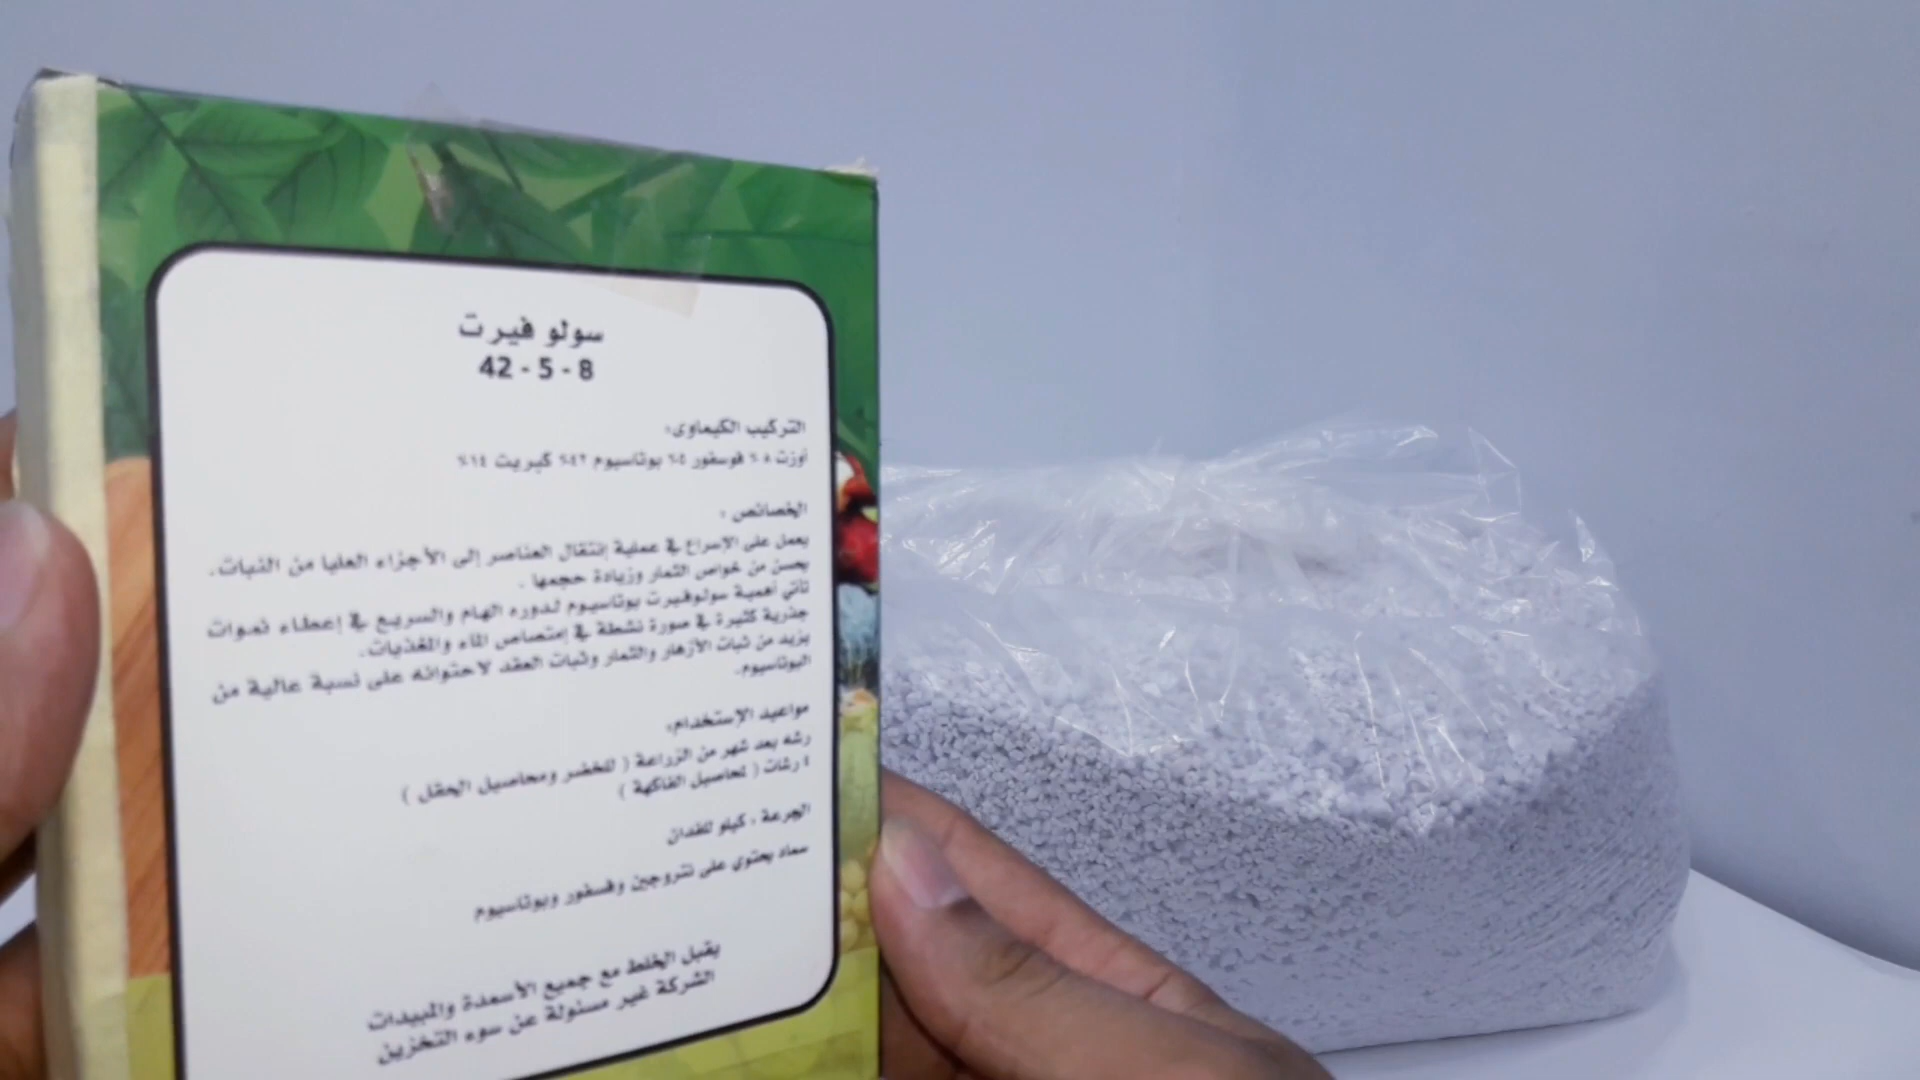 سولو فيرت
42 - 5 - 8
التركيب الكيماوى:
أوزت ٨٪ فوسفور ٥٪ بوتاسيوم ٤٢٪ كبريت ١٤٪
الخصائص :
يعمل على الإسراع في عملية إنتقال العناصر إلى الأجزاء العليا من النبات.
يحسن من خواص الثمار وزيادة حجمها .
تأتي أهمية سولوفيرت بوتاسيوم لدوره الهام والسريع في إعطاء نموات
جذرية كثيرة في صورة نشطة في إمتصاص الماء والمغذيات.
يزيد من ثبات الأزهار والثمار وثبات العقد لاحتوائه على نسبة عالية من
البوتاسيوم.
مواعيد الإستخدام:
رشه بعد شهر من الزراعة ( للخضر ومحاصيل الحقل )
٤ رشات ( لمحاصيل الفاكهة )
الجرعة : كيلو للفدان
سماد يحتوى على نتروجين وفسفور وبوتاسيوم
يقبل الخلط مع جميع الأسمدة والمبيدات
الشركة غير مسئولة عن سوء التخزين